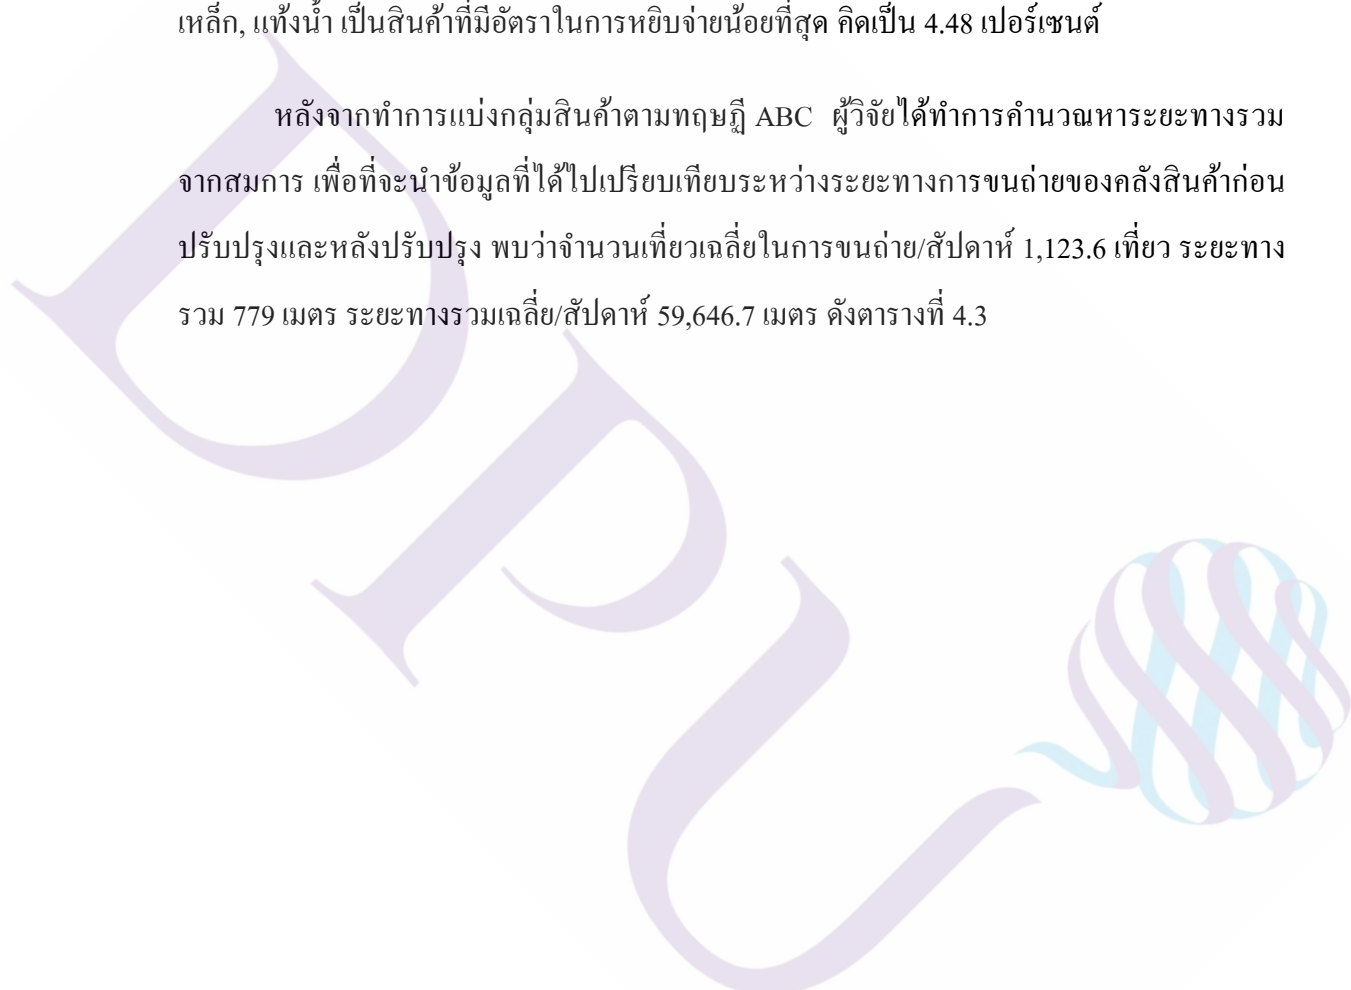 เหล็ก, แท้งน้ำ เป็นสินค้าที่มีอัตราในการหยิบจ่ายน้อยที่สุด คิดเป็น 4.48 เปอร์เซนต์
หลังจากทำการแบ่งกลุ่มสินค้าตามทฤษฎี ABC ผู้วิจัยได้ทำการคำนวณหาระยะทางรวม
จากสมการ เพื่อที่จะนำข้อมูลที่ได้ไปเปรียบเทียบระหว่างระยะทางการขนถ่ายของคลังสินค้าก่อน
ปรับปรุงและหลังปรับปรุง พบว่าจำนวนเที่ยวเฉลี่ยในการขนถ่าย/สัปดาห์ 1,123.6 เที่ยว ระยะทาง
รวม 779 เมตร ระยะทางรวมเฉลี่ย/สัปดาห์ 59,646.7 เมตร ดังตารางที่ 4.3
DPU